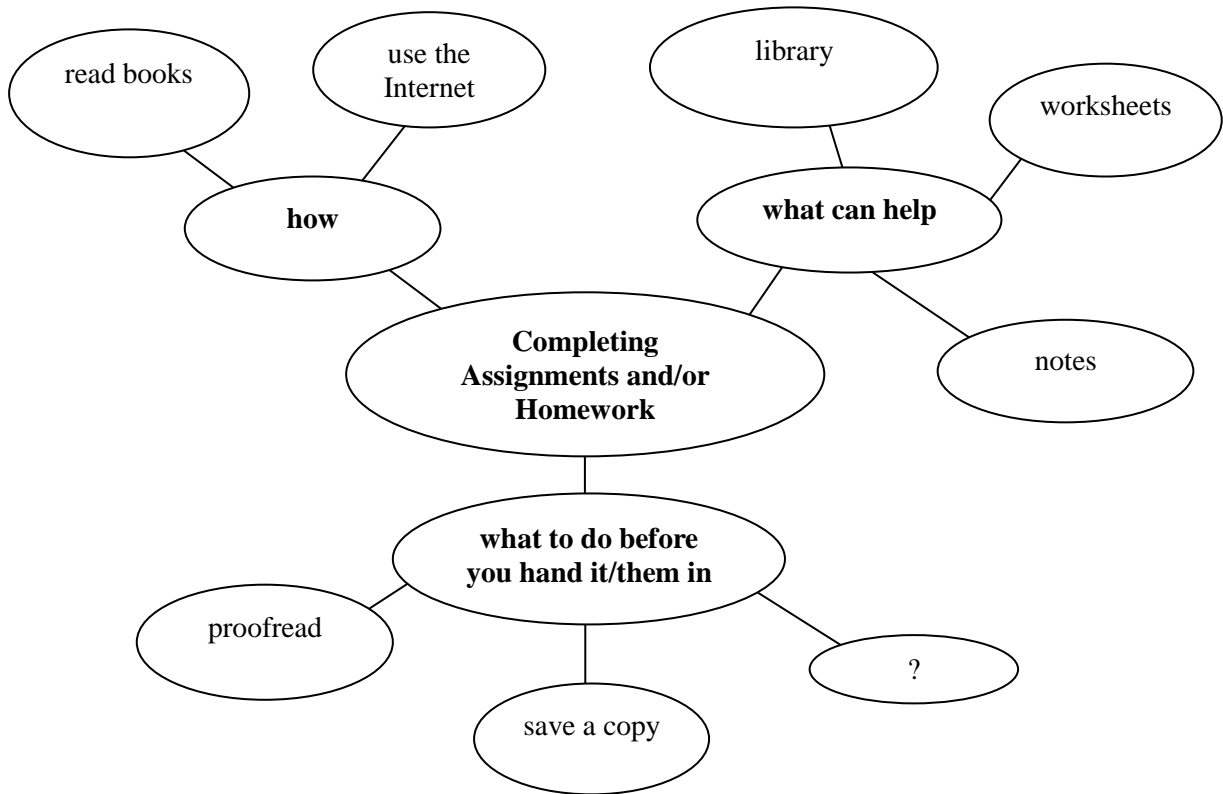 read books
use the
Internet
library
worksheets
how
what can help
Completing
Assignments and/or
Homework
notes
what to do before
you hand it/them in
proofread
?
save a copy